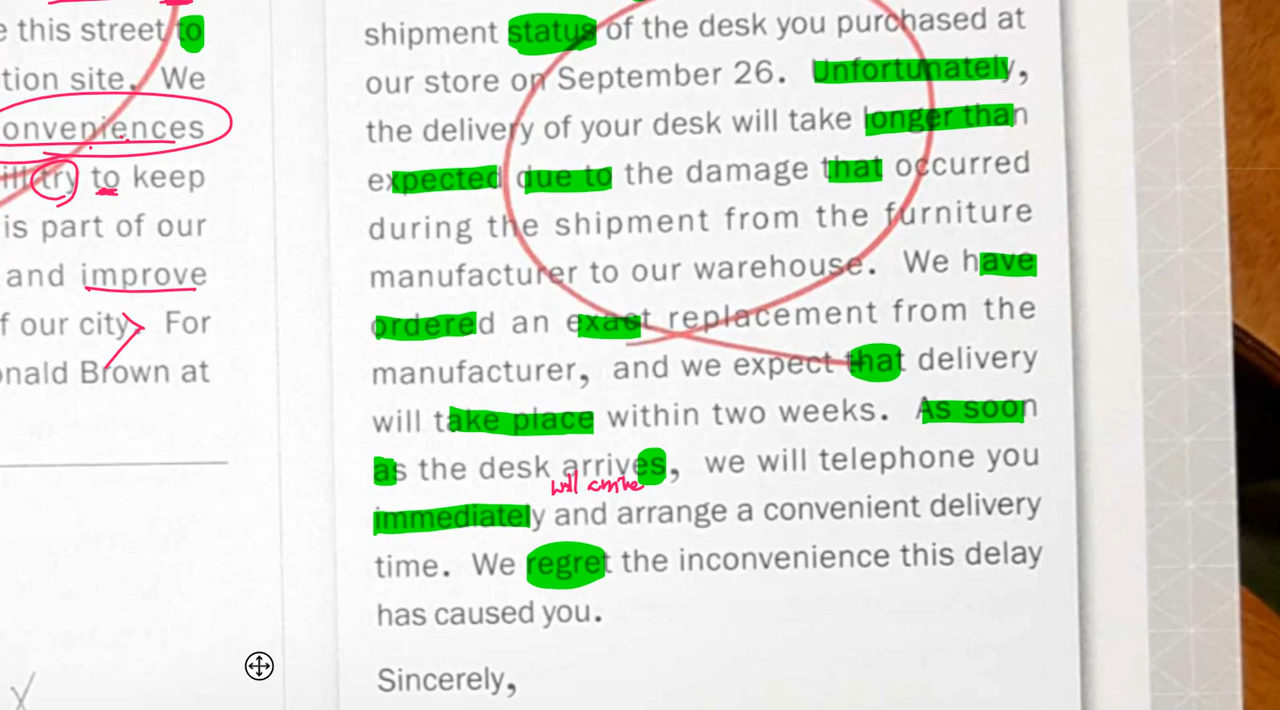 e this street to
tion site. We
onveniences
ill try to keep
is part of our
and improve
f our city. For
onald Brown at
shipment status of the desk you purchased at
our store on September 26. Unfortunately,
the delivery of your desk will take longer than
expected due to the damage that occurred
during the shipment from the furniture
manufacturer to our warehouse. We have
ordered an exact replacement from the
manufacturer, and we expect that delivery
will take place within two weeks. As soon
as the desk arrives, we will telephone you
will arrive
immediately and arrange a convenient delivery
time. We regret the inconvenience this delay
has caused you.
Sincerely,